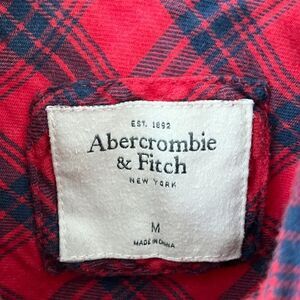 EST. 1892
Abercrombie
& Fitch
NEW YORK
M
MADE IN CHINA